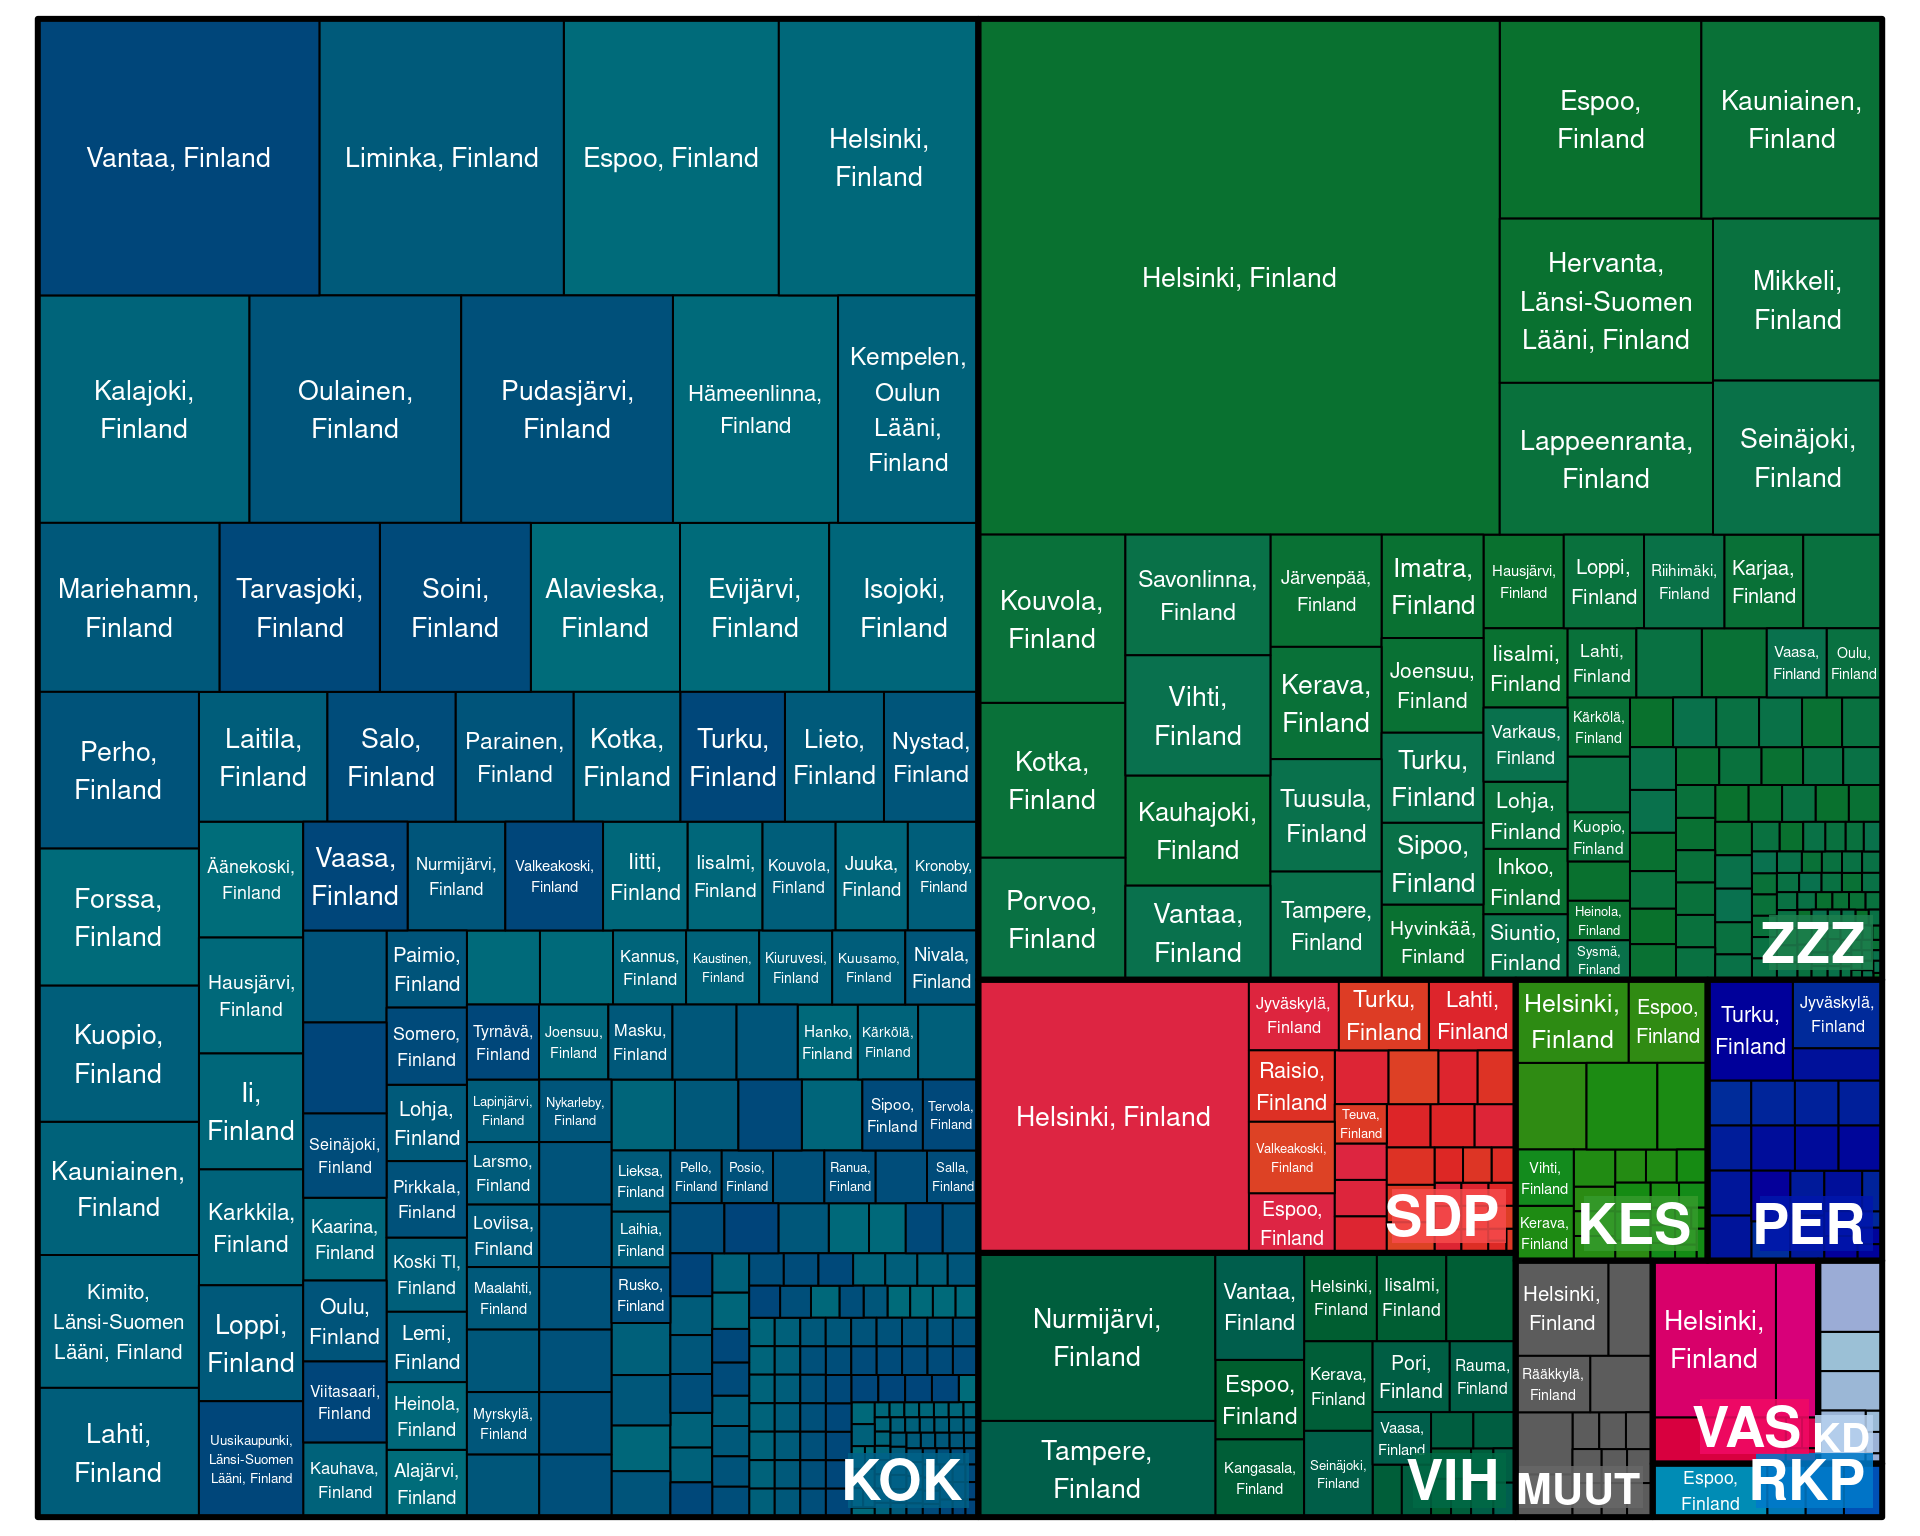 Vantaa, Finland
Liminka, Finland
Espoo, Finland
Helsinki,
Finland
Kalajoki,
Finland
Oulainen,
Finland
Pudasjärvi,
Finland
Hämeenlinna,
Finland
Kempelen,
Oulun
Lääni,
Finland
Mariehamn,
Finland
Tarvasjoki,
Finland
Soini,
Finland
Alavieska,
Finland
Evijärvi,
Finland
Isojoki,
Finland
Perho,
Finland
Forssa,
Finland
Kuopio,
Finland
Kauniainen,
Finland
Kimito,
Länsi-Suomen
Lääni, Finland
Lahti,
Finland
Laitila,
Finland
Salo,
Finland
Parainen,
Finland
Kotka,
Finland
Turku,
Finland
Lieto,
Finland
Nystad,
Finland
Äänekoski,
Finland
Hausjärvi,
Finland
Ii,
Finland
Karkkila,
Finland
Loppi,
Finland
Uusikaupunki,
Länsi-Suomen
Lääni, Finland
Vaasa,
Finland
Nurmijärvi,
Finland
Valkeakoski,
Finland
Iitti,
Finland
Iisalmi,
Finland
Kouvola,
Finland
Juuka,
Finland
Kronoby,
Finland
Seinäjoki,
Finland
Kaarina,
Finland
Oulu,
Finland
Viitasaari,
Finland
Kauhava,
Finland
Paimio,
Finland
Somero,
Finland
Lohja,
Finland
Pirkkala,
Finland
Koski Tl,
Finland
Lemi,
Finland
Heinola,
Finland
Alajärvi,
Finland
Kannus,
Finland
Kaustinen,
Finland
Kiuruvesi,
Finland
Kuusamo,
Finland
Nivala,
Finland
Tyrnävä,
Finland
Joensuu,
Finland
Masku,
Finland
Hanko,
Finland
Kärkölä,
Finland
Lapinjärvi,
Finland
Nykarleby,
Finland
Sipoo,
Finland
Tervola,
Finland
Larsmo,
Finland
Loviisa,
Finland
Maalahti,
Finland
Myrskylä,
Finland
Lieksa,
Finland
Pello,
Finland
Posio,
Finland
Ranua,
Finland
Salla,
Finland
Laihia,
Finland
Rusko,
Finland
KOK
Helsinki, Finland
Espoo,
Finland
Kauniainen,
Finland
Hervanta,
Länsi-Suomen
Lääni, Finland
Mikkeli,
Finland
Lappeenranta,
Finland
Seinäjoki,
Finland
Kouvola,
Finland
Kotka,
Finland
Porvoo,
Finland
Savonlinna,
Finland
Vihti,
Finland
Kauhajoki,
Finland
Vantaa,
Finland
Järvenpää,
Finland
Kerava,
Finland
Tuusula,
Finland
Tampere,
Finland
Imatra,
Finland
Joensuu,
Finland
Turku,
Finland
Sipoo,
Finland
Hyvinkää,
Finland
Hausjärvi,
Finland
Loppi,
Finland
Riihimäki,
Finland
Karjaa,
Finland
Iisalmi,
Finland
Lahti,
Finland
Vaasa,
Finland
Oulu,
Finland
Varkaus,
Finland
Kärkölä,
Finland
Lohja,
Finland
Kuopio,
Finland
Inkoo,
Finland
Heinola,
Finland
Siuntio,
Finland
Sysmä,
Finland
ZZZ
Helsinki, Finland
Jyväskylä,
Finland
Turku,
Finland
Lahti,
Finland
Raisio,
Finland
Teuva,
Finland
Valkeakoski,
Finland
Espoo,
Finland
SDP
Helsinki,
Finland
Espoo,
Finland
Vihti,
Finland
Kerava,
Finland
KES
Turku,
Finland
Jyväskylä,
Finland
PER
Nurmijärvi,
Finland
Tampere,
Finland
Vantaa,
Finland
Espoo,
Finland
Kangasala,
Finland
Helsinki,
Finland
Iisalmi,
Finland
Kerava,
Finland
Pori,
Finland
Rauma,
Finland
Vaasa,
Finland
Seinäjoki,
Finland
VIH
Helsinki,
Finland
Rääkkylä,
Finland
MUUT
Helsinki,
Finland
VAS
KD
Espoo,
Finland
RKP